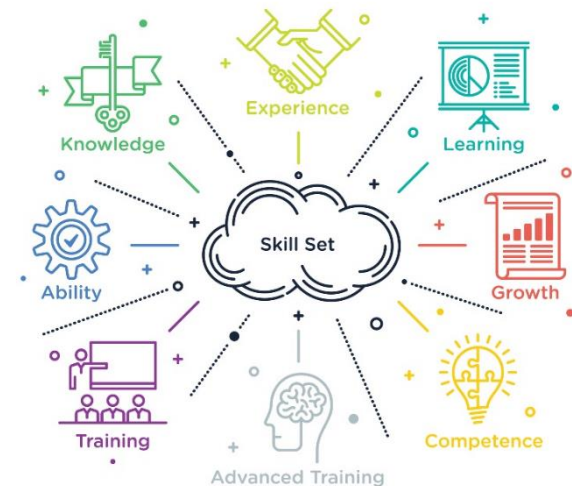 Experience
Knowledge
Learning
Skill Set
Ability
Growth
Training
Competence
Advanced Training